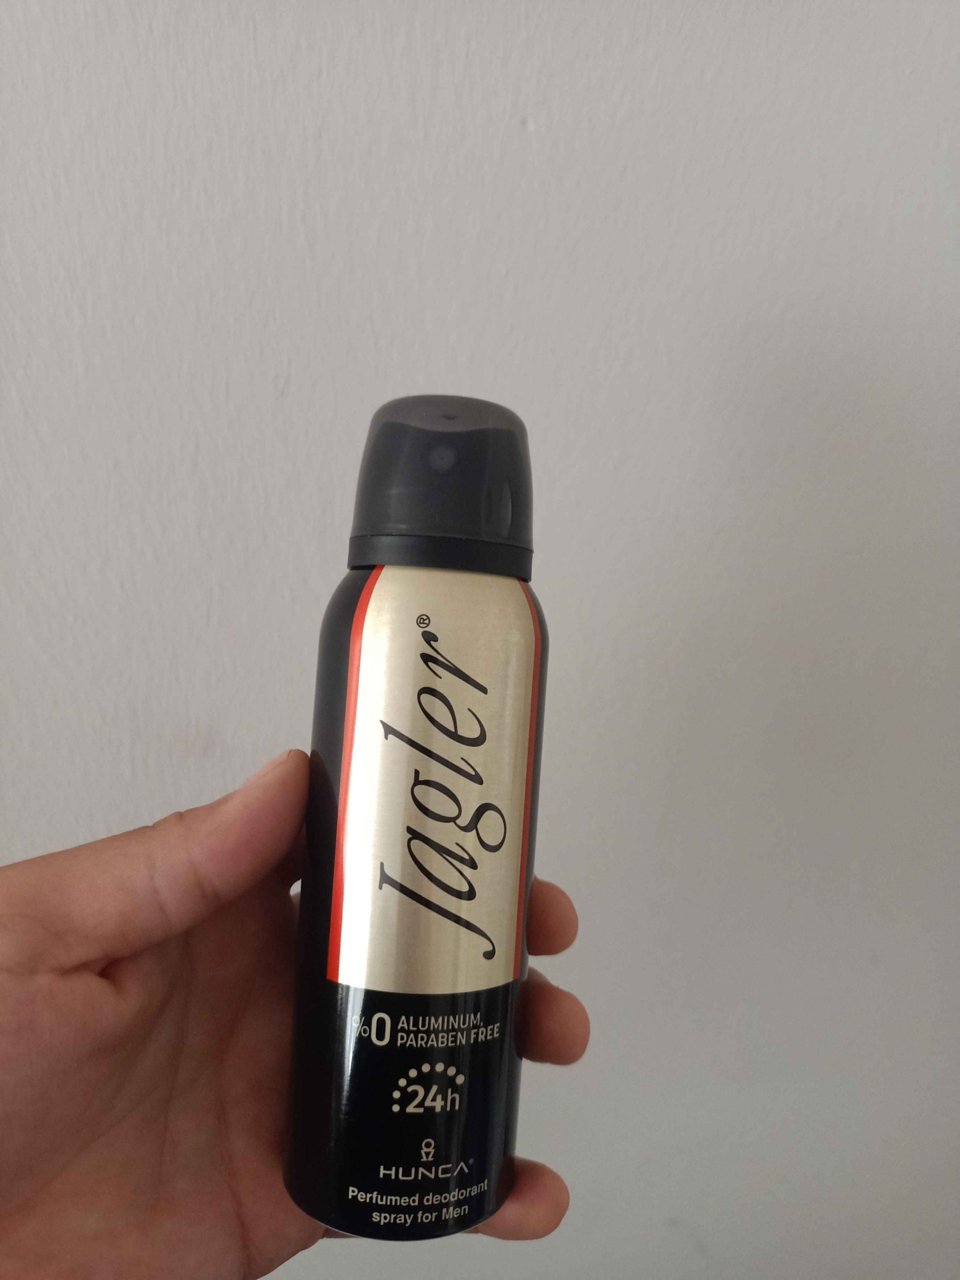 Jagler®
%0 ALUMINUM,
PARABEN FREE
24h
HUNCA®
Perfumed deodorant
spray for Men